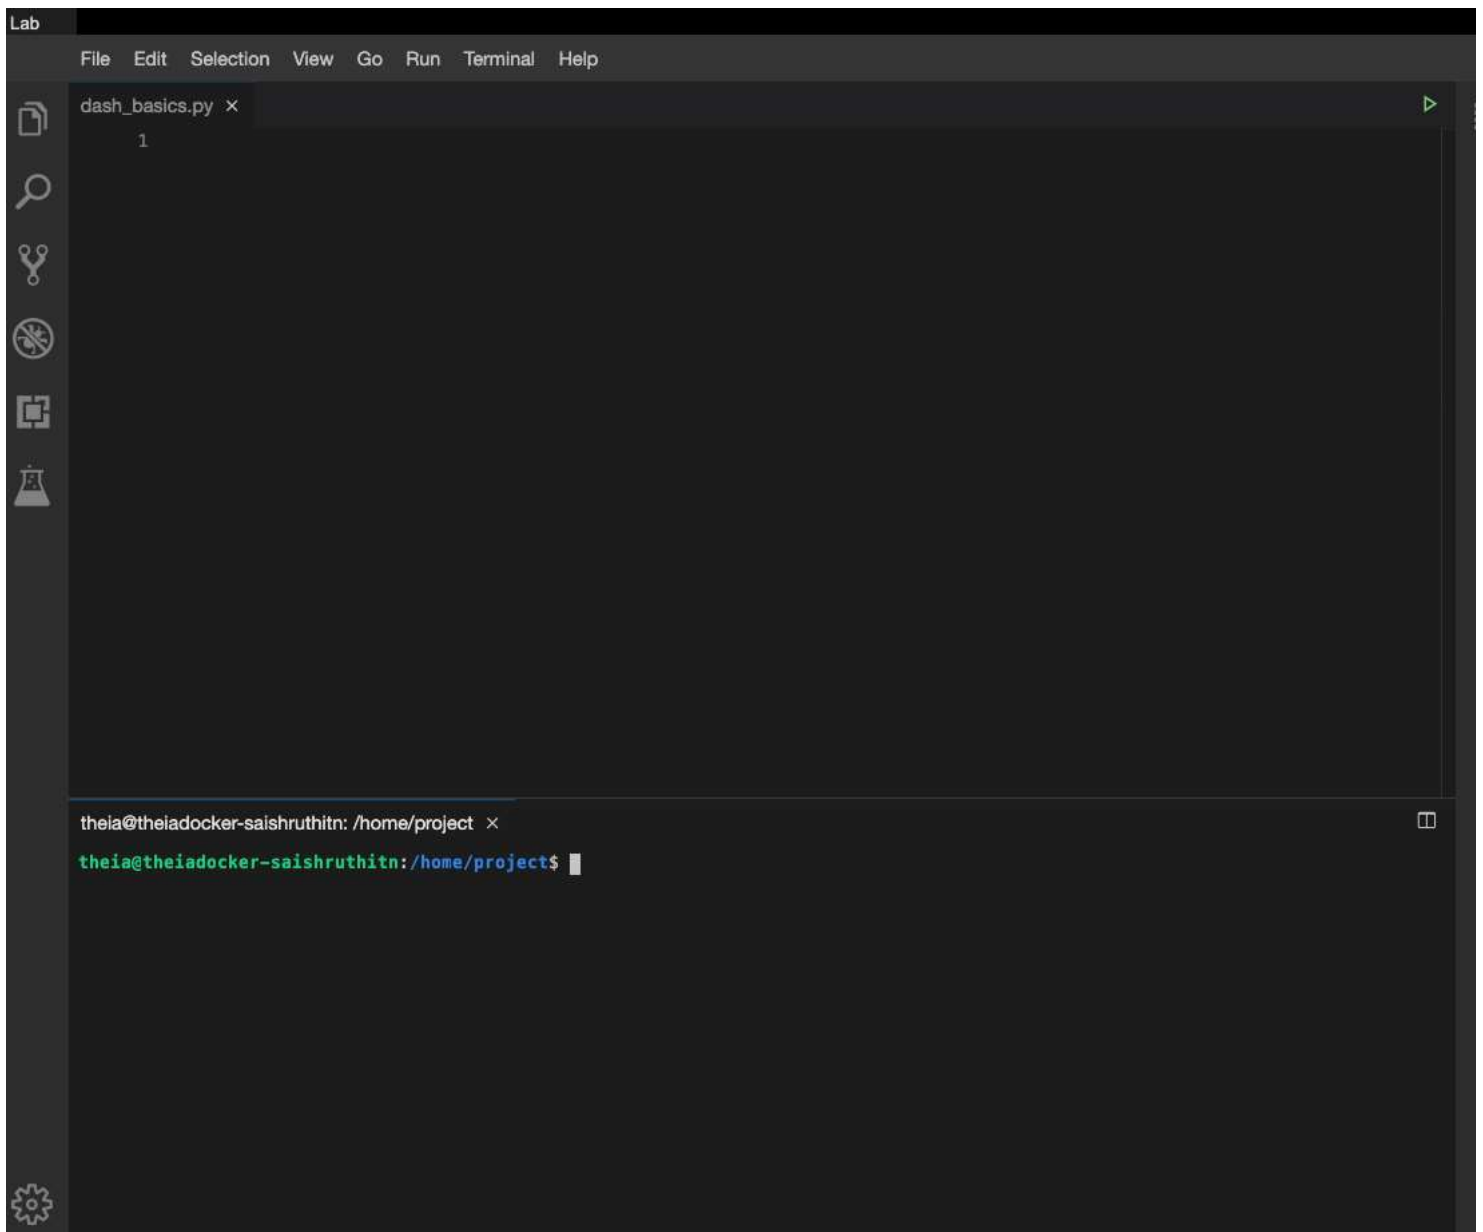 Lab
File Edit Selection View Go Run Terminal Help
dash_basics.py ×
1
theia@theiadocker-saishruthitn: /home/project ×
theia@theiadocker-saishruthitn:/home/project$